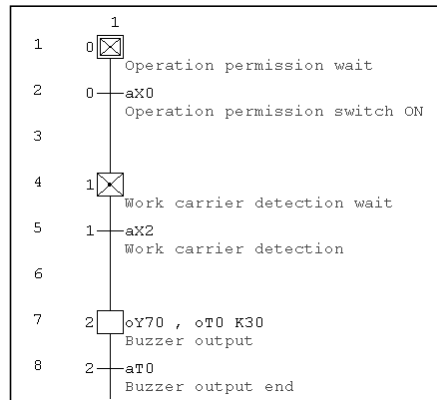 1
1 0
Operation permission wait
2 0 aX0
Operation permission switch ON
3
4 1
Work carrier detection wait
5 1 aX2
Work carrier detection
6
7 2 oY70 , oT0 K30
Buzzer output
8 2 aT0
Buzzer output end